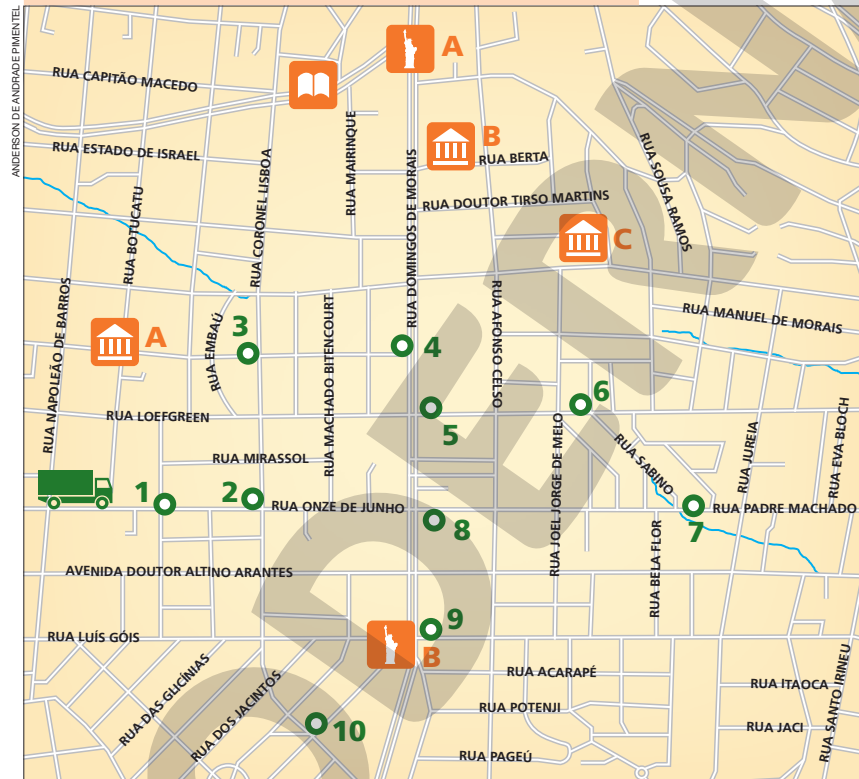 ANDERSON DE ANDRADE PIMENTEL
A
RUA CAPITÃO MACEDO
B
RUA ESTADO DE ISRAEL
RUA BERTA
RUA MAIRINQUE
RUA CORONEL LISBOA
RUA DOMINGOS DE MORAIS
RUA DOUTOR TIRSO MARTINS
RUA SOUSA RAMOS
RUA BOTUCATU
C
RUA NAPOLEÃO DE BARROS
RUA EMBAÚ
RUA MACHADO BITENCOURT
RUA AFONSO CELSO
RUA MANUEL DE MORAIS
A
3
4
RUA LOEFGREEN
5
6
RUA MIRASSOL
RUA JOEL JORGE DE MELO
RUA SABINO
RUA JUREIA
RUA EVA BLOCH
1
2
RUA ONZE DE JUNHO
8
7
RUA PADRE MACHADO
AVENIDA DOUTOR ALTINO ARANTES
RUA BELA FLOR
RUA LUÍS GÓIS
9
B
RUA DAS GLICÍNIAS
RUA DOS JACINTOS
10
RUA ACARAPÉ
RUA ITAOCA
RUA POTENJI
RUA JACI
RUA PAGEÚ
RUA SANTO IRINEU
MODERN